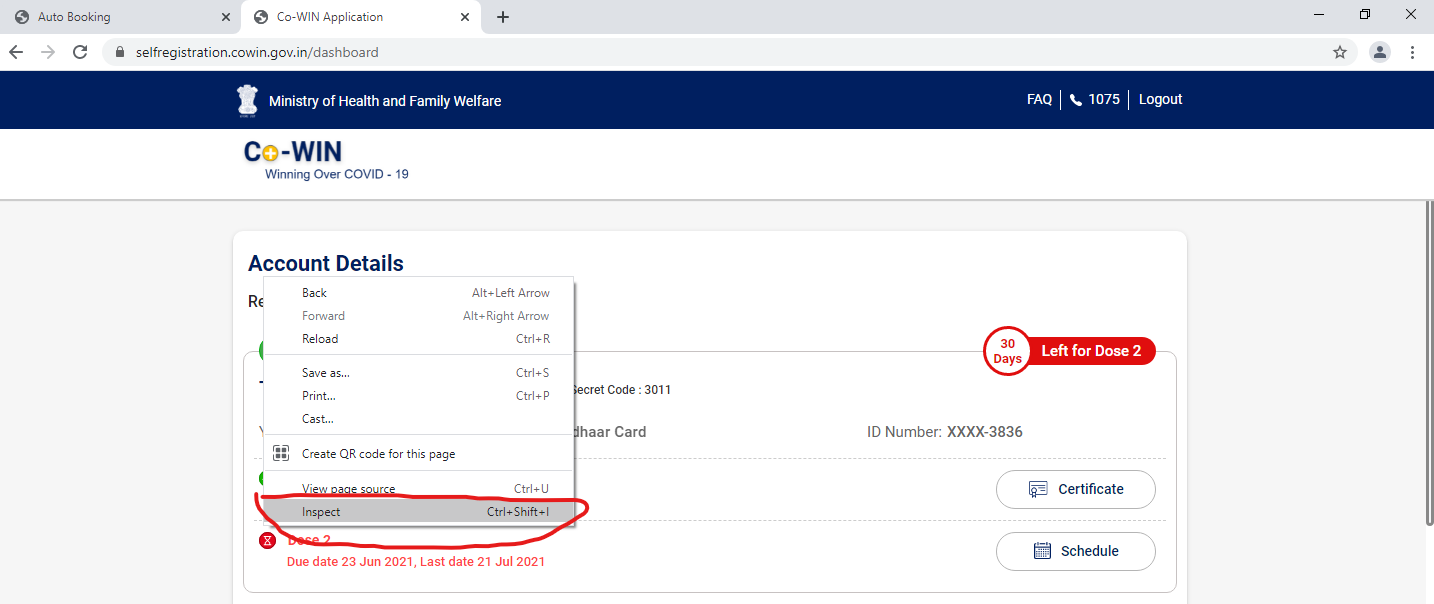 Auto Booking
Co-WIN Application
selfregistration.cowin.gov.in/dashboard
Ministry of Health and Family Welfare
FAQ
1075
Logout
Co-WIN
Winning Over COVID - 19
Account Details
Re
Back Alt+Left Arrow
Forward Alt+Right Arrow
Reload Ctrl+R
30 Days
Left for Dose 2
Save as... Ctrl+S
Print... Ctrl+P
Secret Code : 3011
Cast...
dhaar Card
ID Number: XXXX-3836
Create QR code for this page
View page source Ctrl+U
Certificate
Inspect Ctrl+Shift+I
Dose 2
Due date 23 Jun 2021, Last date 21 Jul 2021
Schedule